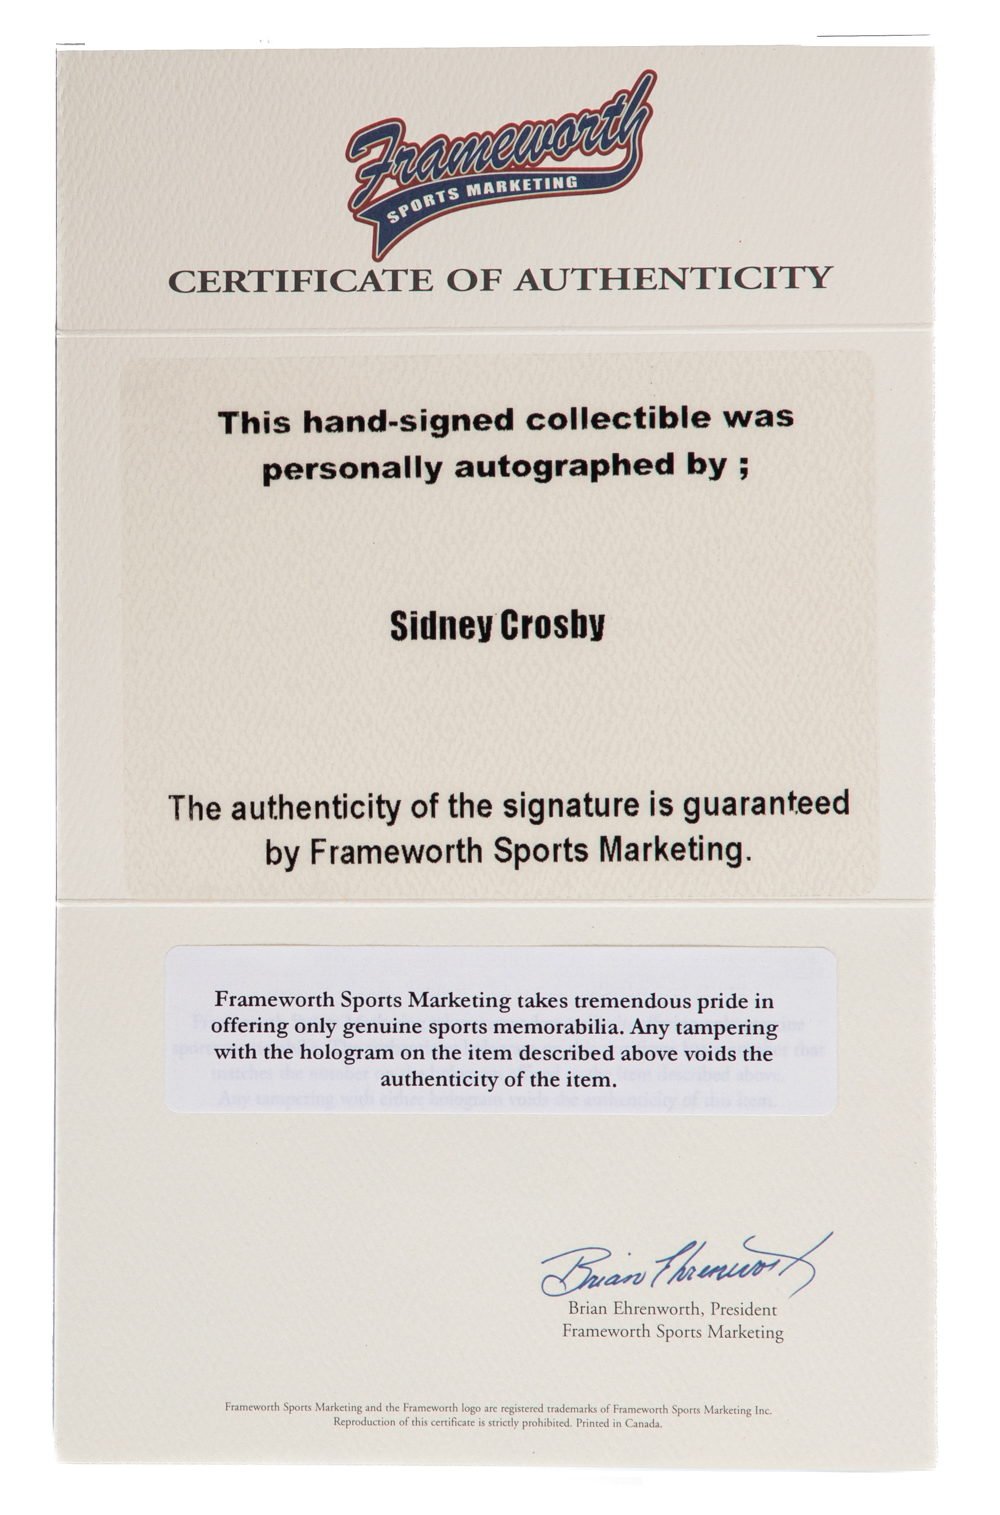 Frameworth
SPORTS MARKETING
CERTIFICATE OF AUTHENTICITY
This hand-signed collectible was
personally autographed by ;
Sidney Crosby
The authenticity of the signature is guaranteed
by Frameworth Sports Marketing.
Frameworth Sports Marketing takes tremendous pride in
offering only genuine sports memorabilia. Any tampering
with the hologram on the item described above voids the
authenticity of the item.
Brian Ehrenworth
Brian Ehrenworth, President
Frameworth Sports Marketing
Frameworth Sports Marketing and the Frameworth logo are registered trademarks of Frameworth Sports Marketing Inc.
Reproduction of this certificate is strictly prohibited. Printed in Canada.